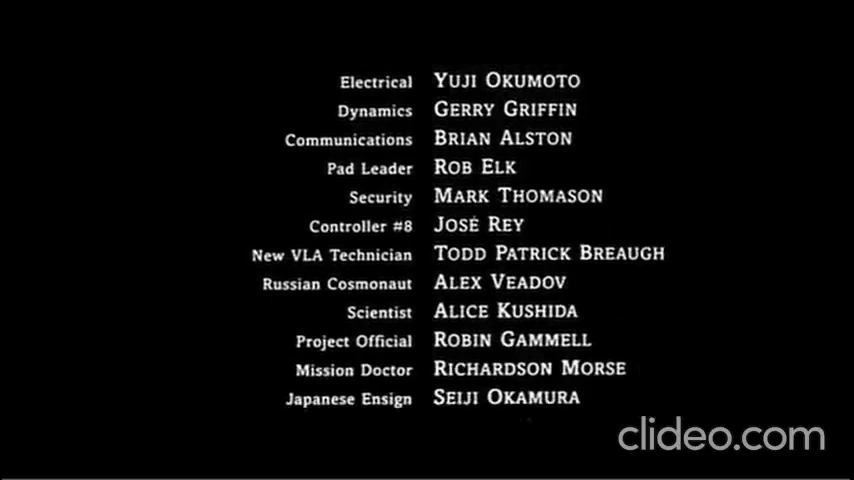 Electrical YUJI OKUMOTO
Dynamics GERRY GRIFFIN
Communications BRIAN ALSTON
Pad Leader ROB ELK
Security MARK THOMASON
Controller #8 JOSÉ REY
New VLA Technician TODD PATRICK BREAUGH
Russian Cosmonaut ALEX VEADOV
Scientist ALICE KUSHIDA
Project Official ROBIN GAMMELL
Mission Doctor RICHARDSON MORSE
Japanese Ensign SEIJI OKAMURA
clideo.com